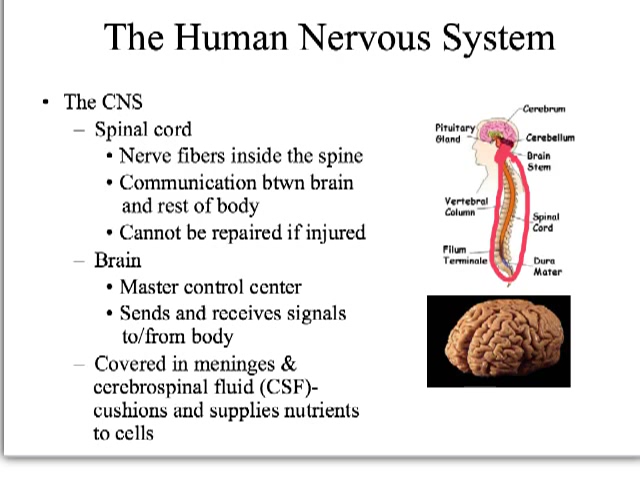 The Human Nervous System
• The CNS
– Spinal cord
• Nerve fibers inside the spine
• Communication btwn brain
and rest of body
• Cannot be repaired if injured
– Brain
• Master control center
• Sends and receives signals
to/from body
– Covered in meninges &
cerebrospinal fluid (CSF)-
cushions and supplies nutrients
to cells
Cerebrum
Pituitary
Gland
Cerebellum
Brain
Stem
Vertebral
Column
Spinal
Cord
Filum
Terminale
Dura
Mater